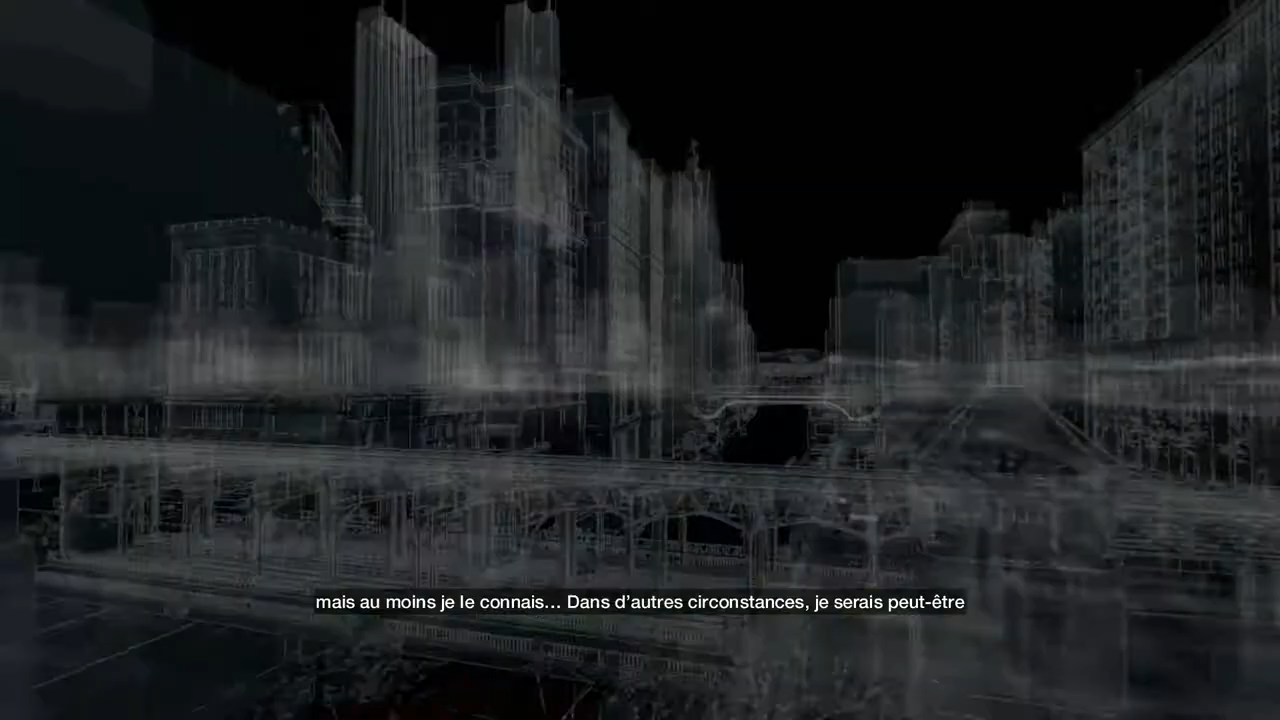 mais au moins je le connais… Dans d’autres circonstances, je serais peut-être